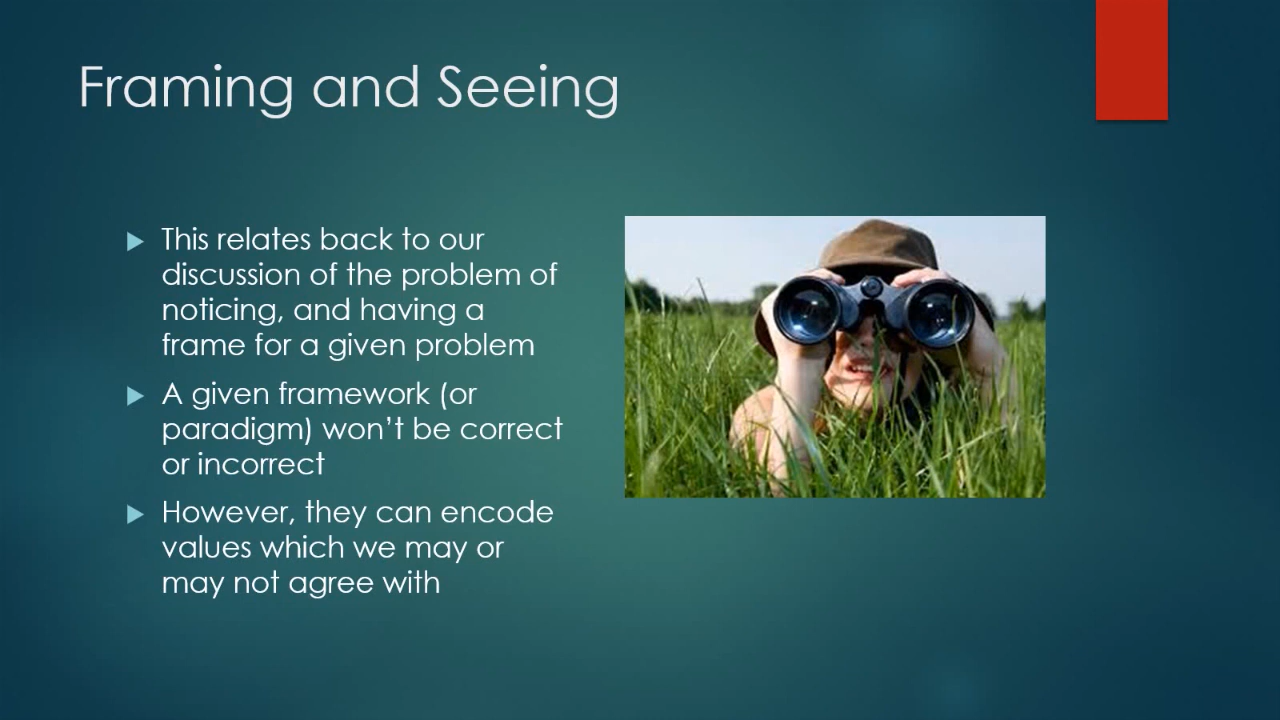 Framing and Seeing
This relates back to our
discussion of the problem of
noticing, and having a
frame for a given problem
A given framework (or
paradigm) won’t be correct
or incorrect
However, they can encode
values which we may or
may not agree with